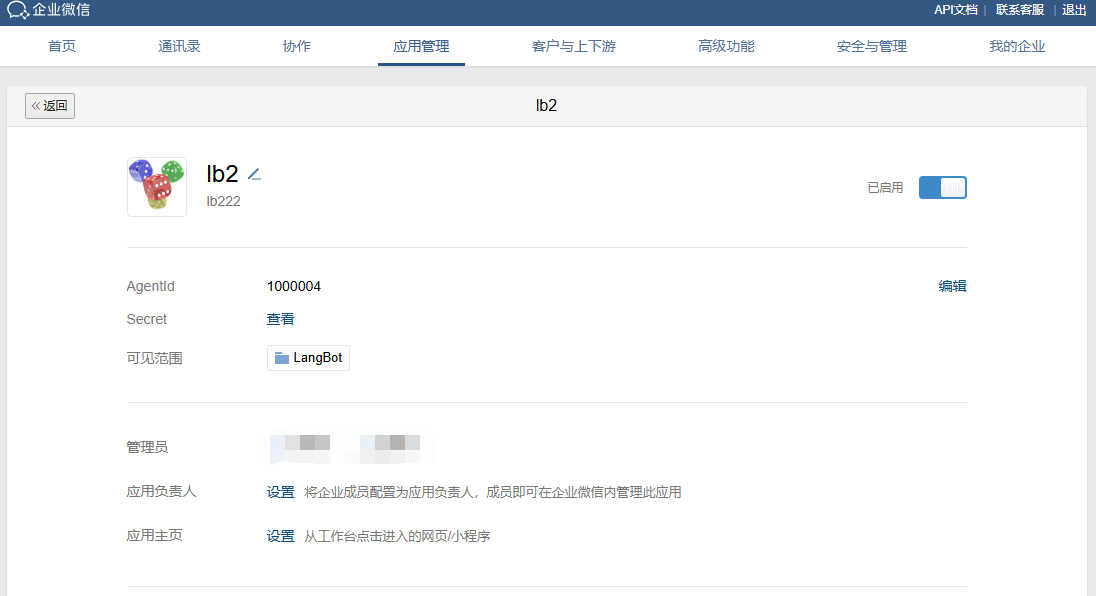 企业微信 API文档 | 联系客服 | 退出
首页 通讯录 协作 应用管理 客户与上下游 高级功能 安全与管理 我的企业
«返回 lb2
lb2
lb222
已启用
AgentId 1000004 编辑
Secret 查看
可见范围 LangBot
管理员
应用负责人 设置 将企业成员配置为应用负责人，成员即可在企业微信内管理此应用
应用主页 设置 从工作台点击进入的网页/小程序